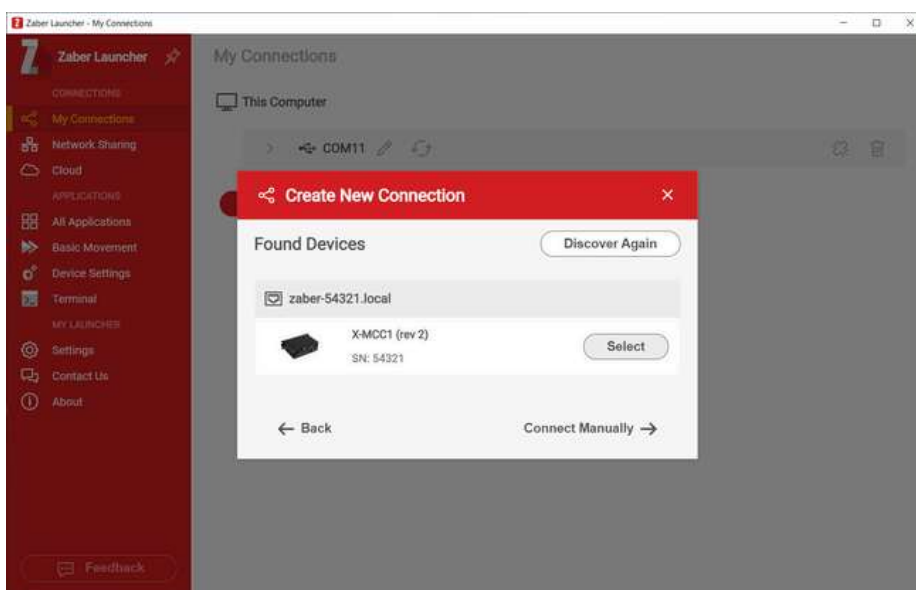 Zaber Launcher - My Connections
Zaber Launcher
My Connections
CONNECTIONS
This Computer
My Connections
Network Sharing
COM11
Cloud
APPLICATIONS
Create New Connection
All Applications
Basic Movement
Found Devices
Discover Again
Device Settings
Terminal
zaber-54321.local
MY LAUNCHER
X-MCC1 (rev 2)
Settings
Select
SN: 54321
Contact Us
About
Back
Connect Manually
Feedback